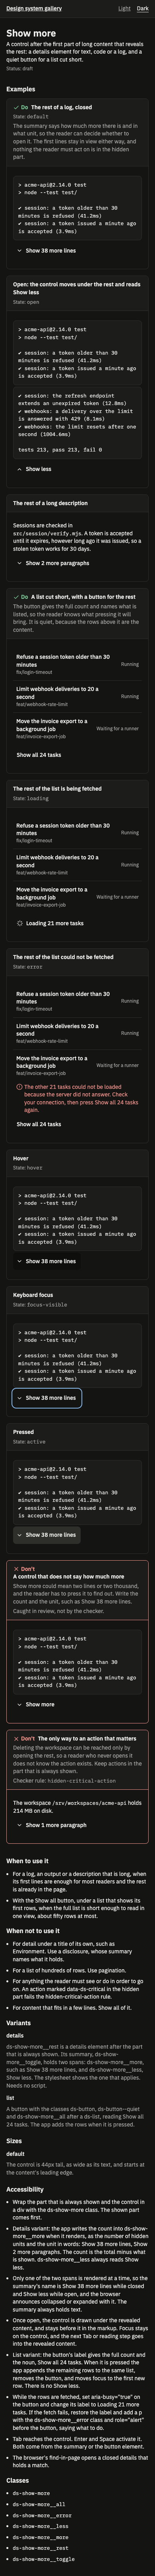 Design system gallery
Light Dark
Show more
A control after the first part of long content that reveals
the rest: a details element for text, code or a log, and a
quiet button for a list cut short.
Status: draft
Examples
Do The rest of a log, closed
State: default
The summary says how much more there is and in
what unit, so the reader can decide whether to
open it. The first lines stay in view either way, and
nothing the reader must act on is in the hidden
part.
> acme-api@2.14.0 test
> node --test test/
✓ session: a token older than 30
minutes is refused (41.2ms)
✓ session: a token issued a minute ago
is accepted (3.9ms)
Show 38 more lines
Open: the control moves under the rest and reads
Show less
State: open
> acme-api@2.14.0 test
> node --test test/
✓ session: a token older than 30
minutes is refused (41.2ms)
✓ session: a token issued a minute ago
is accepted (3.9ms)
✓ session: the refresh endpoint
extends an unexpired token (12.8ms)
✓ webhooks: a delivery over the limit
is answered with 429 (8.1ms)
✓ webhooks: the limit resets after one
second (1004.6ms)
tests 213, pass 213, fail 0
Show less
The rest of a long description
Sessions are checked in
src/session/verify.mjs. A token is accepted
until it expires, however long ago it was issued, so a
stolen token works for 30 days.
Show 2 more paragraphs
Do A list cut short, with a button for the rest
The button gives the full count and names what it
lists, so the reader knows what pressing it will
bring. It is quiet, because the rows above it are the
content.
Refuse a session token older than 30
minutes
fix/login-timeout
Running
Limit webhook deliveries to 20 a
second
feat/webhook-rate-limit
Running
Move the invoice export to a
background job
feat/invoice-export-job
Waiting for a runner
Show all 24 tasks
The rest of the list is being fetched
State: loading
Refuse a session token older than 30
minutes
fix/login-timeout
Running
Limit webhook deliveries to 20 a
second
feat/webhook-rate-limit
Running
Move the invoice export to a
background job
feat/invoice-export-job
Waiting for a runner
Loading 21 more tasks
The rest of the list could not be fetched
State: error
Refuse a session token older than 30
minutes
fix/login-timeout
Running
Limit webhook deliveries to 20 a
second
feat/webhook-rate-limit
Running
Move the invoice export to a
background job
feat/invoice-export-job
Waiting for a runner
The other 21 tasks could not be loaded
because the server did not answer. Check
your connection, then press Show all 24 tasks
again.
Show all 24 tasks
Hover
State: hover
> acme-api@2.14.0 test
> node --test test/
✓ session: a token older than 30
minutes is refused (41.2ms)
✓ session: a token issued a minute ago
is accepted (3.9ms)
Show 38 more lines
Keyboard focus
State: focus-visible
> acme-api@2.14.0 test
> node --test test/
✓ session: a token older than 30
minutes is refused (41.2ms)
✓ session: a token issued a minute ago
is accepted (3.9ms)
Show 38 more lines
Pressed
State: active
> acme-api@2.14.0 test
> node --test test/
✓ session: a token older than 30
minutes is refused (41.2ms)
✓ session: a token issued a minute ago
is accepted (3.9ms)
Show 38 more lines
Don't
A control that does not say how much more
Show more could mean two lines or two thousand,
and the reader has to press it to find out. Write the
count and the unit, such as Show 38 more lines.
Caught in review, not by the checker.
> acme-api@2.14.0 test
> node --test test/
✓ session: a token older than 30
minutes is refused (41.2ms)
✓ session: a token issued a minute ago
is accepted (3.9ms)
Show more
Don't The only way to an action that matters
Deleting the workspace can be reached only by
opening the rest, so a reader who never opens it
does not know the action exists. Keep actions in the
part that is always shown.
Checker rule: hidden-critical-action
The workspace /srv/workspaces/acme-api holds
214 MB on disk.
Show 1 more paragraph
When to use it
For a log, an output or a description that is long, when
its first lines are enough for most readers and the rest
is already in the page.
With the Show all button, under a list that shows its
first rows, when the full list is short enough to read in
one view, about fifty rows at most.
When not to use it
For detail under a title of its own, such as
Environment. Use a disclosure, whose summary
names what it holds.
For a list of hundreds of rows. Use pagination.
For anything the reader must see or do in order to go
on. An action marked data-ds-critical in the hidden
part fails the hidden-critical-action rule.
For content that fits in a few lines. Show all of it.
Variants
details
ds-show-more__rest is a details element after the part
that is always shown. Its summary, ds-show-
more__toggle, holds two spans: ds-show-more__more,
such as Show 38 more lines, and ds-show-more__less,
Show less. The stylesheet shows the one that applies.
Needs no script.
list
A button with the classes ds-button, ds-button--quiet
and ds-show-more__all after a ds-list, reading Show all
24 tasks. The app adds the rows when it is pressed.
Sizes
default
The control is 44px tall, as wide as its text, and starts at
the content's leading edge.
Accessibility
Wrap the part that is always shown and the control in
a div with the ds-show-more class. The shown part
comes first.
The app writes the count into ds-show-
more__more when it renders, as the number of hidden
units and the unit in words: Show 38 more lines, Show
2 more paragraphs. The count is the total minus what
is shown. ds-show-more__less always reads Show
less.
Only one of the two spans is rendered at a time, so the
summary's name is Show 38 more lines while closed
and Show less while open, and the browser
announces collapsed or expanded with it. The
summary always holds text.
Once open, the control is drawn under the revealed
content, and stays before it in the markup. Focus stays
on the control, and the next Tab or reading step goes
into the revealed content.
List variant: the button's label gives the full count and
the noun, Show all 24 tasks. When it is pressed the
app appends the remaining rows to the same list,
removes the button, and moves focus to the first new
row. There is no Show less.
While the rows are fetched, set aria-busy="true" on
the button and change its label to Loading 21 more
tasks. If the fetch fails, restore the label and add a p
with the ds-show-more__error class and role="alert"
before the button, saying what to do.
Tab reaches the control. Enter and Space activate it.
Both come from the summary or the button element.
The browser's find-in-page opens a closed details that
holds a match.
Classes
ds-show-more
ds-show-more__all
ds-show-more__error
ds-show-more__less
ds-show-more__more
ds-show-more__rest
ds-show-more__toggle